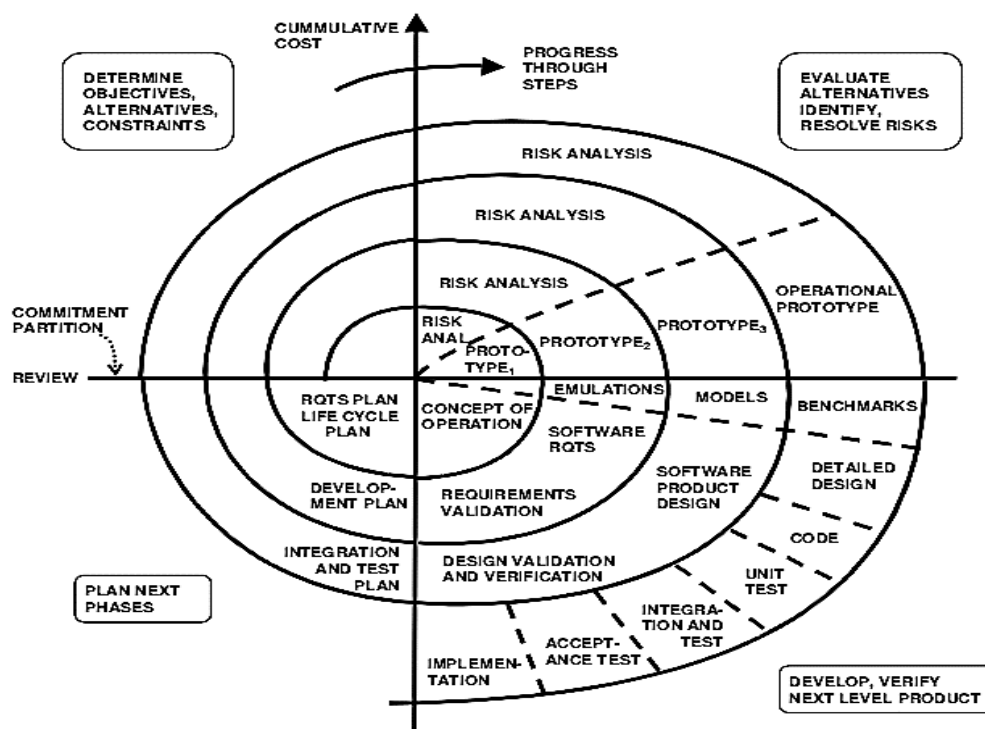 CUMMULATIVE
COST
PROGRESS
THROUGH
STEPS
DETERMINE
OBJECTIVES,
ALTERNATIVES,
CONSTRAINTS
EVALUATE
ALTERNATIVES
IDENTIFY,
RESOLVE RISKS
RISK ANALYSIS
RISK ANALYSIS
RISK ANALYSIS
RISK
ANAL.
PROTO-
TYPE1
PROTOTYPE2
PROTOTYPE3
OPERATIONAL
PROTOTYPE
COMMITMENT
PARTITION
REVIEW
RQTS PLAN
LIFE CYCLE
PLAN
CONCEPT OF
OPERATION
EMULATIONS
MODELS
BENCHMARKS
SOFTWARE
RQTS
SOFTWARE
PRODUCT
DESIGN
DETAILED
DESIGN
DEVELOP-
MENT PLAN
REQUIREMENTS
VALIDATION
CODE
INTEGRATION
AND TEST
PLAN
DESIGN VALIDATION
AND VERIFICATION
UNIT
TEST
PLAN NEXT
PHASES
INTEGRA-
TION AND
TEST
ACCEPT-
ANCE TEST
IMPLEMEN-
TATION
DEVELOP, VERIFY
NEXT LEVEL PRODUCT